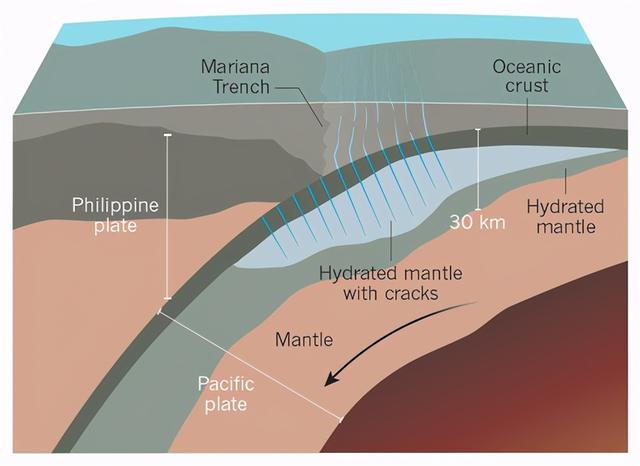 Mariana
Trench
Oceanic
crust
Philippine
plate
30 km
Hydrated
mantle
Hydrated mantle
with cracks
Mantle
Pacific
plate